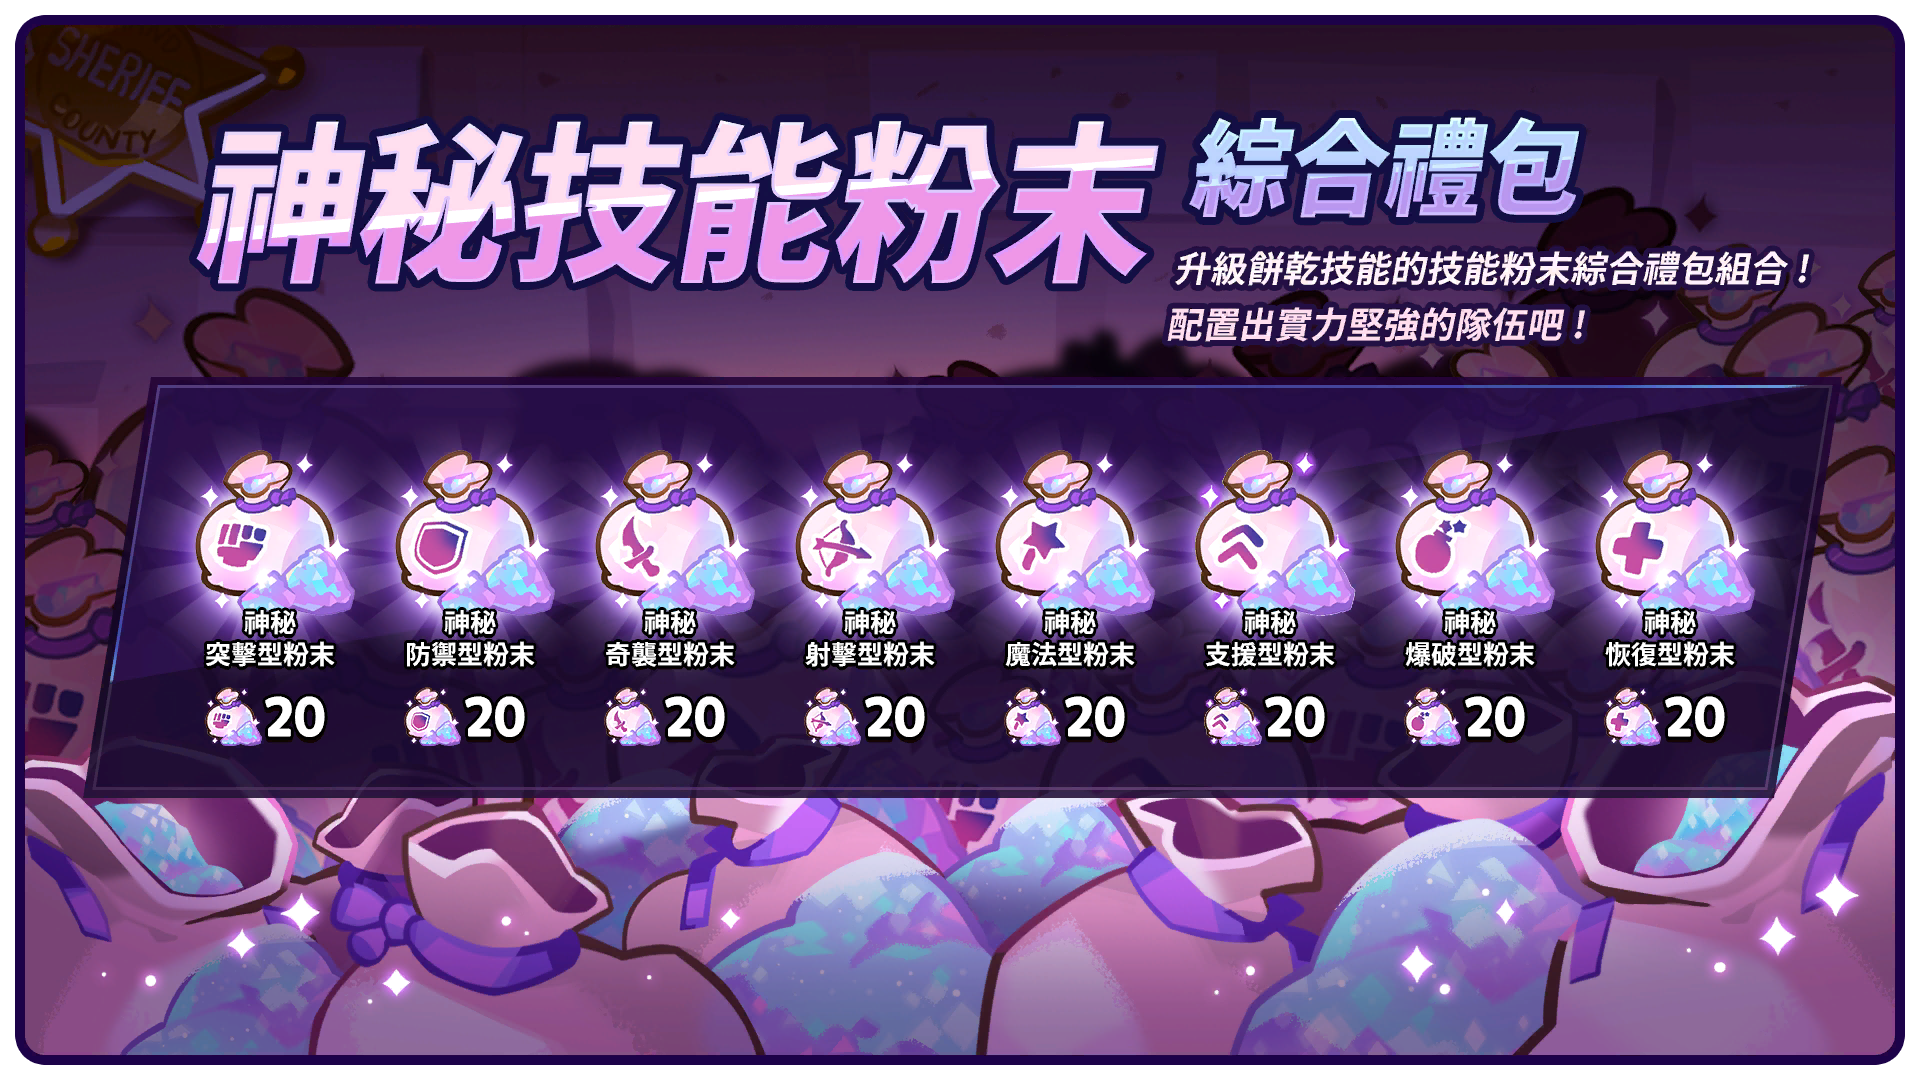 SHERIFF
COUNTY
神秘技能粉末 綜合禮包
升級餅乾技能的技能粉末綜合禮包組合！
配置出實力堅強的隊伍吧！
神秘
突擊型粉末
20
神秘
防禦型粉末
20
神秘
奇襲型粉末
20
神秘
射擊型粉末
20
神秘
魔法型粉末
20
神秘
支援型粉末
20
神秘
爆破型粉末
20
神秘
恢復型粉末
20